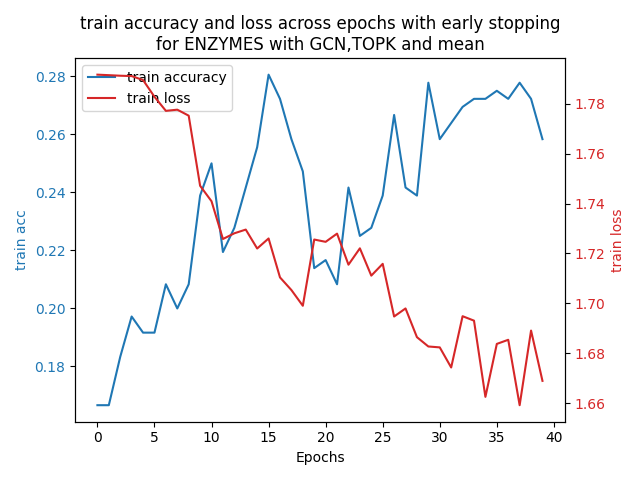 train accuracy and loss across epochs with early stopping
for ENZYMES with GCN,TOPK and mean
train accuracy
train loss
0.28
0.26
0.24
0.22
0.20
0.18
train acc
1.78
1.76
1.74
1.72
1.70
1.68
1.66
train loss
0 5 10 15 20 25 30 35 40
Epochs